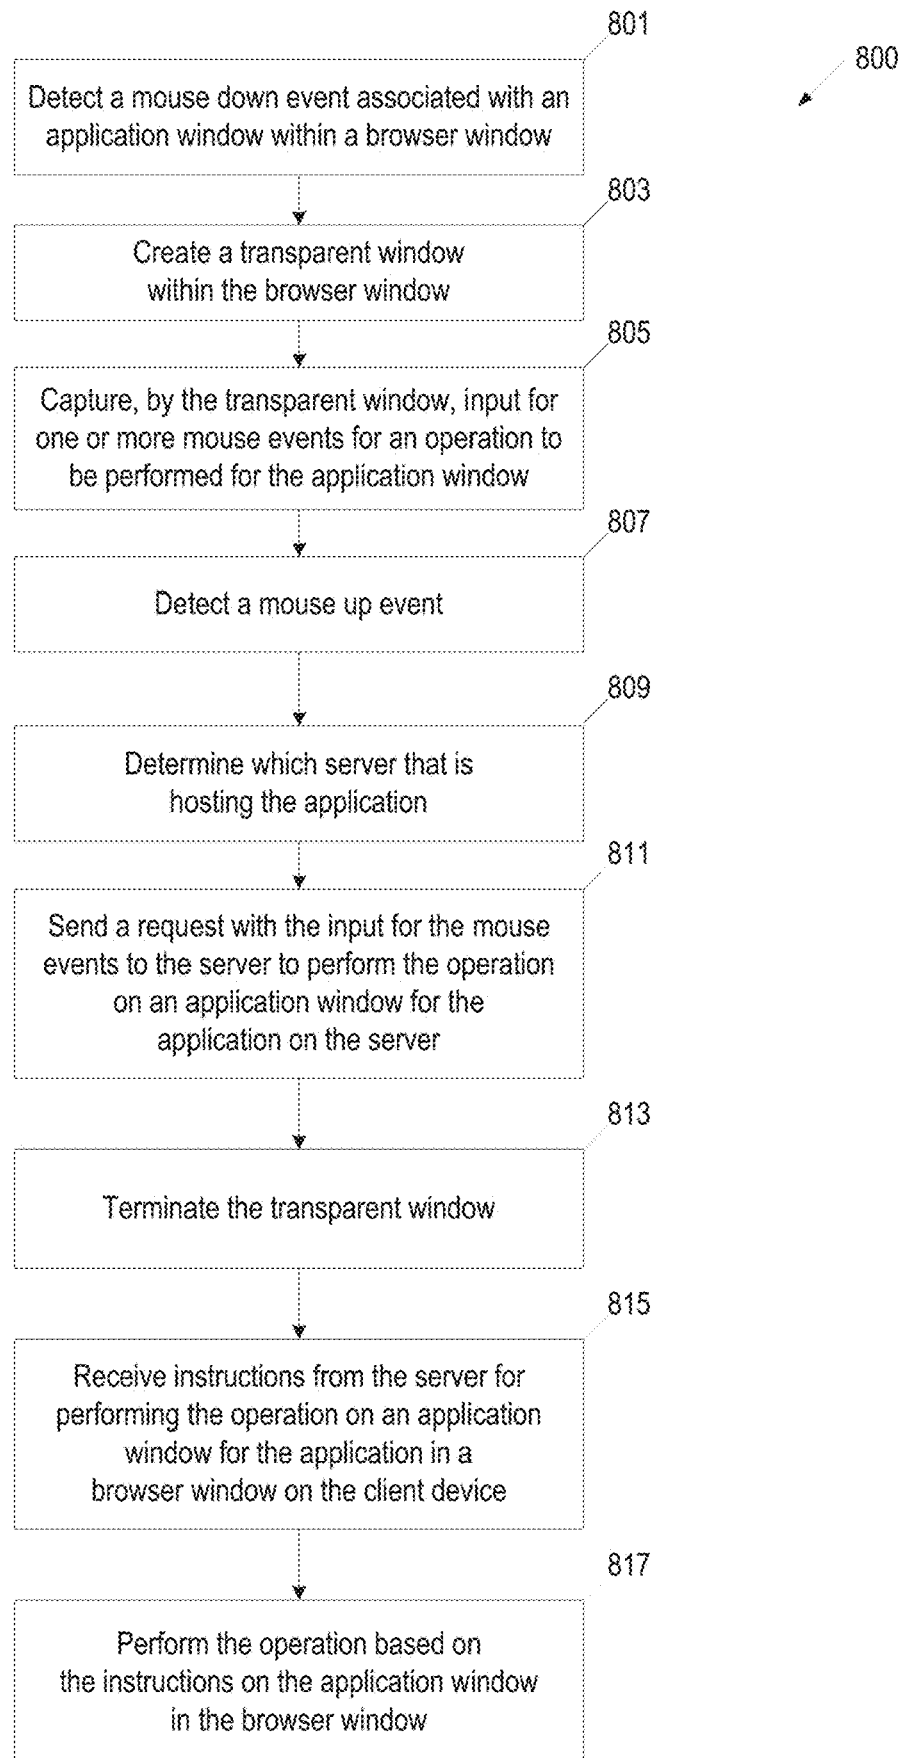 801
800
Detect a mouse down event associated with an
application window within a browser window
803
Create a transparent window
within the browser window
805
Capture, by the transparent window, input for
one or more mouse events for an operation to
be performed for the application window
807
Detect a mouse up event
809
Determine which server that is
hosting the application
811
Send a request with the input for the mouse
events to the server to perform the operation
on an application window for the
application on the server
813
Terminate the transparent window
815
Receive instructions from the server for
performing the operation on an application
window for the application in a
browser window on the client device
817
Perform the operation based on
the instructions on the application window
in the browser window